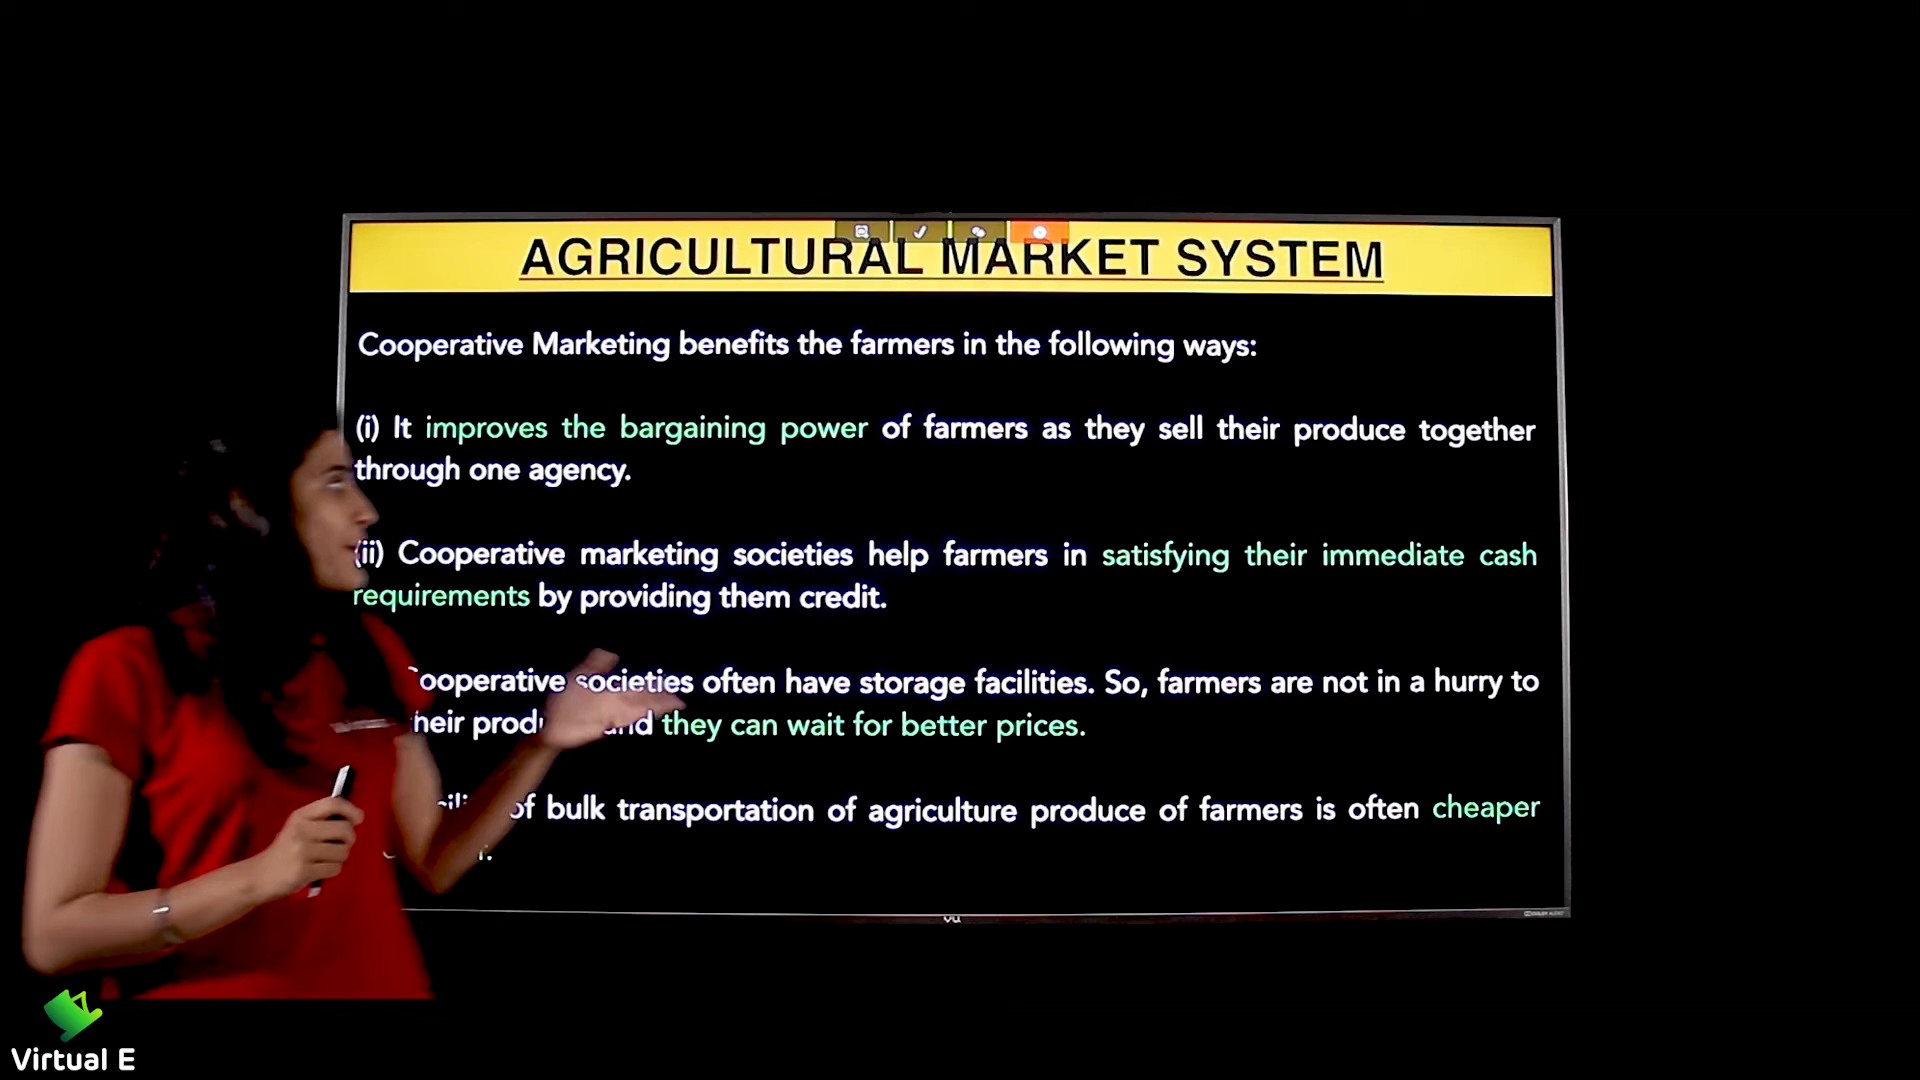 AGRICULTURAL MARKET SYSTEM
Cooperative Marketing benefits the farmers in the following ways:
(i) It improves the bargaining power of farmers as they sell their produce together
through one agency.
(ii) Cooperative marketing societies help farmers in satisfying their immediate cash
requirements by providing them credit.
societies often have storage facilities. So, farmers are not in a hurry to
they can wait for better prices.
of bulk transportation of agriculture produce of farmers is often cheaper
Virtual E